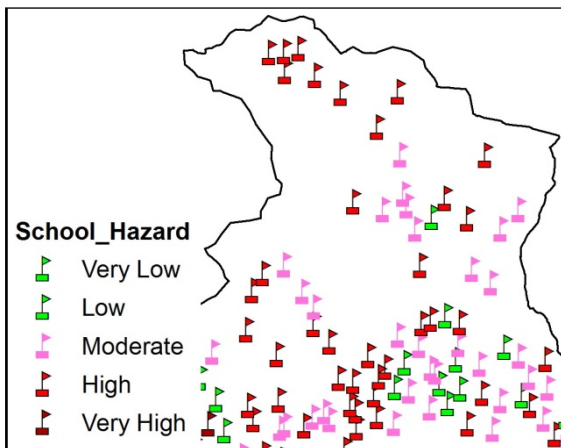 School_Hazard
Very Low
Low
Moderate
High
Very High